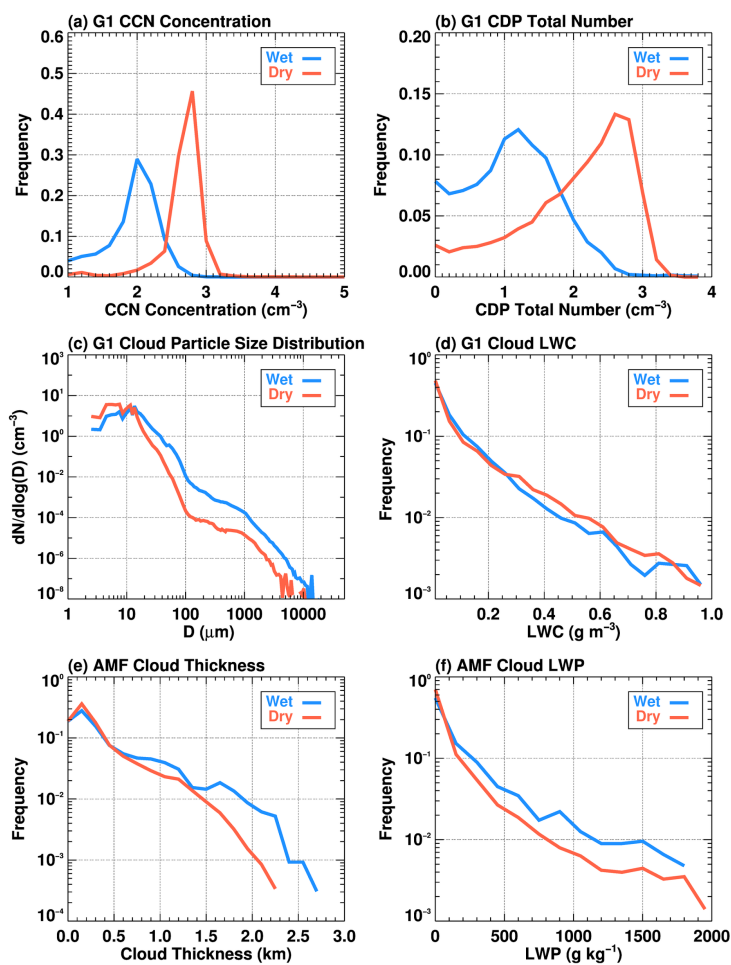 (a) G1 CCN Concentration
0.6
0.5
0.4
0.3
0.2
0.1
0.0
Frequency
Wet
Dry
1 2 3 4 5
CCN Concentration (cm⁻³)
(b) G1 CDP Total Number
0.20
0.15
0.10
0.05
0.00
Frequency
Wet
Dry
0 1 2 3 4
CDP Total Number (cm⁻³)
(c) G1 Cloud Particle Size Distribution
10³
10¹
10⁰
10⁻²
10⁻⁴
10⁻⁶
10⁻⁸
dN/dlog(D) (cm⁻³)
Wet
Dry
1 10 100 1000 10000
D (μm)
(d) G1 Cloud LWC
10⁰
10⁻¹
10⁻²
10⁻³
Frequency
Wet
Dry
0.2 0.4 0.6 0.8 1.0
LWC (g m⁻³)
(e) AMF Cloud Thickness
10⁰
10⁻¹
10⁻²
10⁻³
10⁻⁴
Frequency
Wet
Dry
0.0 0.5 1.0 1.5 2.0 2.5 3.0
Cloud Thickness (km)
(f) AMF Cloud LWP
10⁰
10⁻¹
10⁻²
10⁻³
Frequency
Wet
Dry
0 500 1000 1500 2000
LWP (g kg⁻¹)